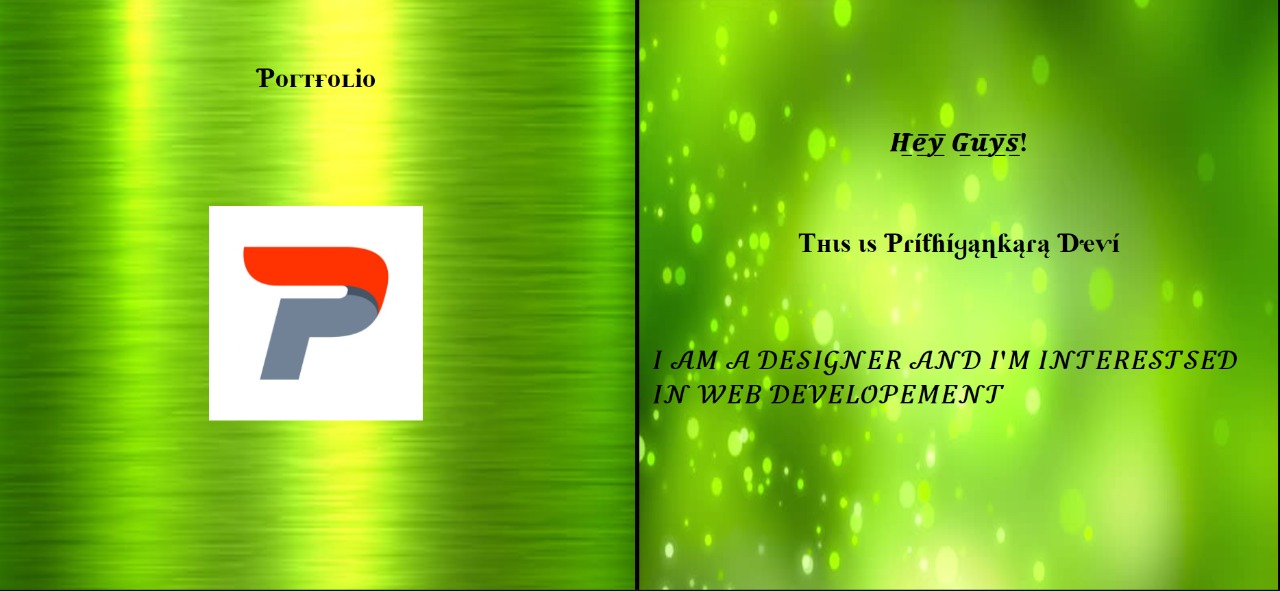 Portfolio
P
Hey Guys!
This is Prithiyankara Devi
I AM A DESIGNER AND I'M INTERESTSED
IN WEB DEVELOPEMENT